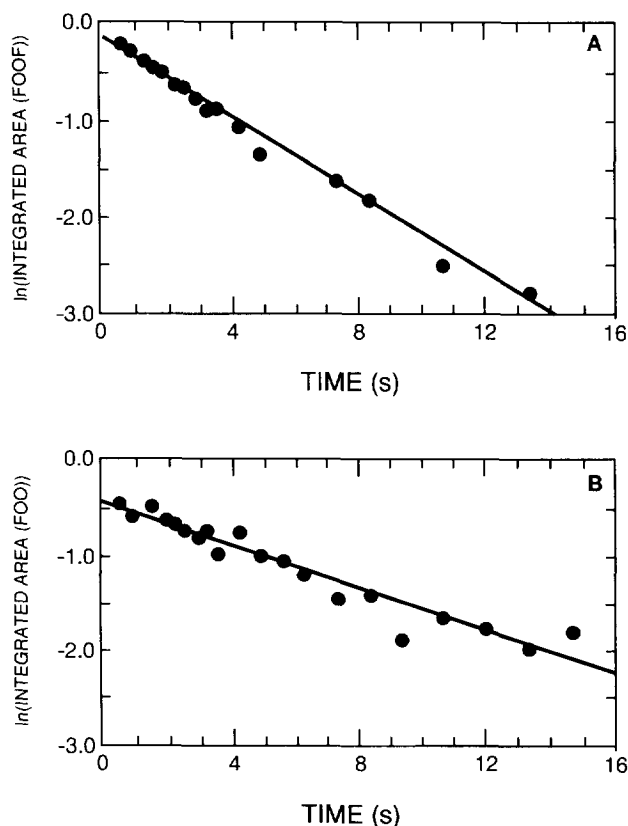 A
ln(INTEGRATED AREA (FOOF))
0.0
-1.0
-2.0
-3.0
0 4 8 12 16
TIME (s)
B
ln(INTEGRATED AREA (FOO))
0.0
-1.0
-2.0
-3.0
0 4 8 12 16
TIME (s)